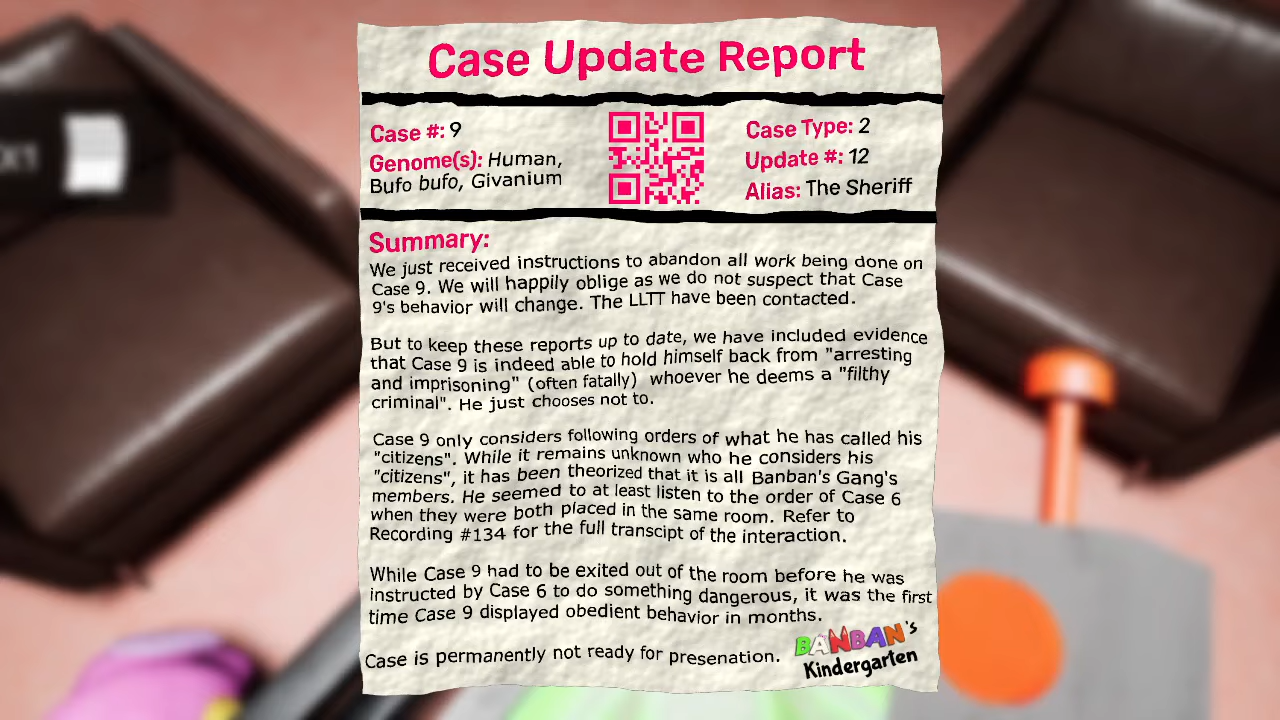 Case Update Report
Case #: 9
Genome(s): Human,
Bufo bufo, Givanium
Case Type: 2
Update #: 12
Alias: The Sheriff
Summary:
We just received instructions to abandon all work being done on
Case 9. We will happily oblige as we do not suspect that Case
9's behavior will change. The LLTT have been contacted.
But to keep these reports up to date, we have included evidence
that Case 9 is indeed able to hold himself back from "arresting
and imprisoning" (often fatally) whoever he deems a "filthy
criminal". He just chooses not to.
Case 9 only considers following orders of what he has called his
"citizens". While it remains unknown who he considers his
"citizens", it has been theorized that it is all Banban's Gang's
members. He seemed to at least listen to the order of Case 6
when they were both placed in the same room. Refer to
Recording #134 for the full transcipt of the interaction.
While Case 9 had to be exited out of the room before he was
instructed by Case 6 to do something dangerous, it was the first
time Case 9 displayed obedient behavior in months.
Case is permanently not ready for presenation.
BANBAN's
Kindergarten
X1